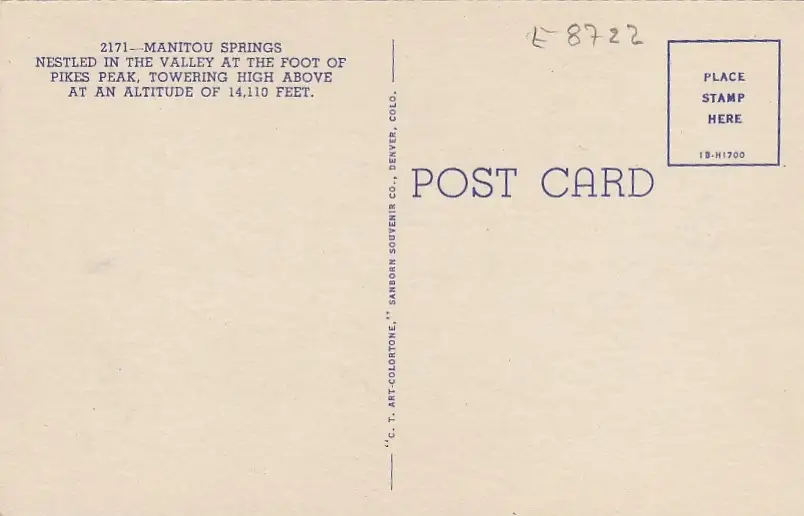 2171—MANITOU SPRINGS
NESTLED IN THE VALLEY AT THE FOOT OF
PIKES PEAK, TOWERING HIGH ABOVE
AT AN ALTITUDE OF 14,110 FEET.
"C. T. ART-COLORTONE," SANBORN SOUVENIR CO., DENVER, COLO.
E 8722
POST CARD
PLACE
STAMP
HERE
1B-H1700